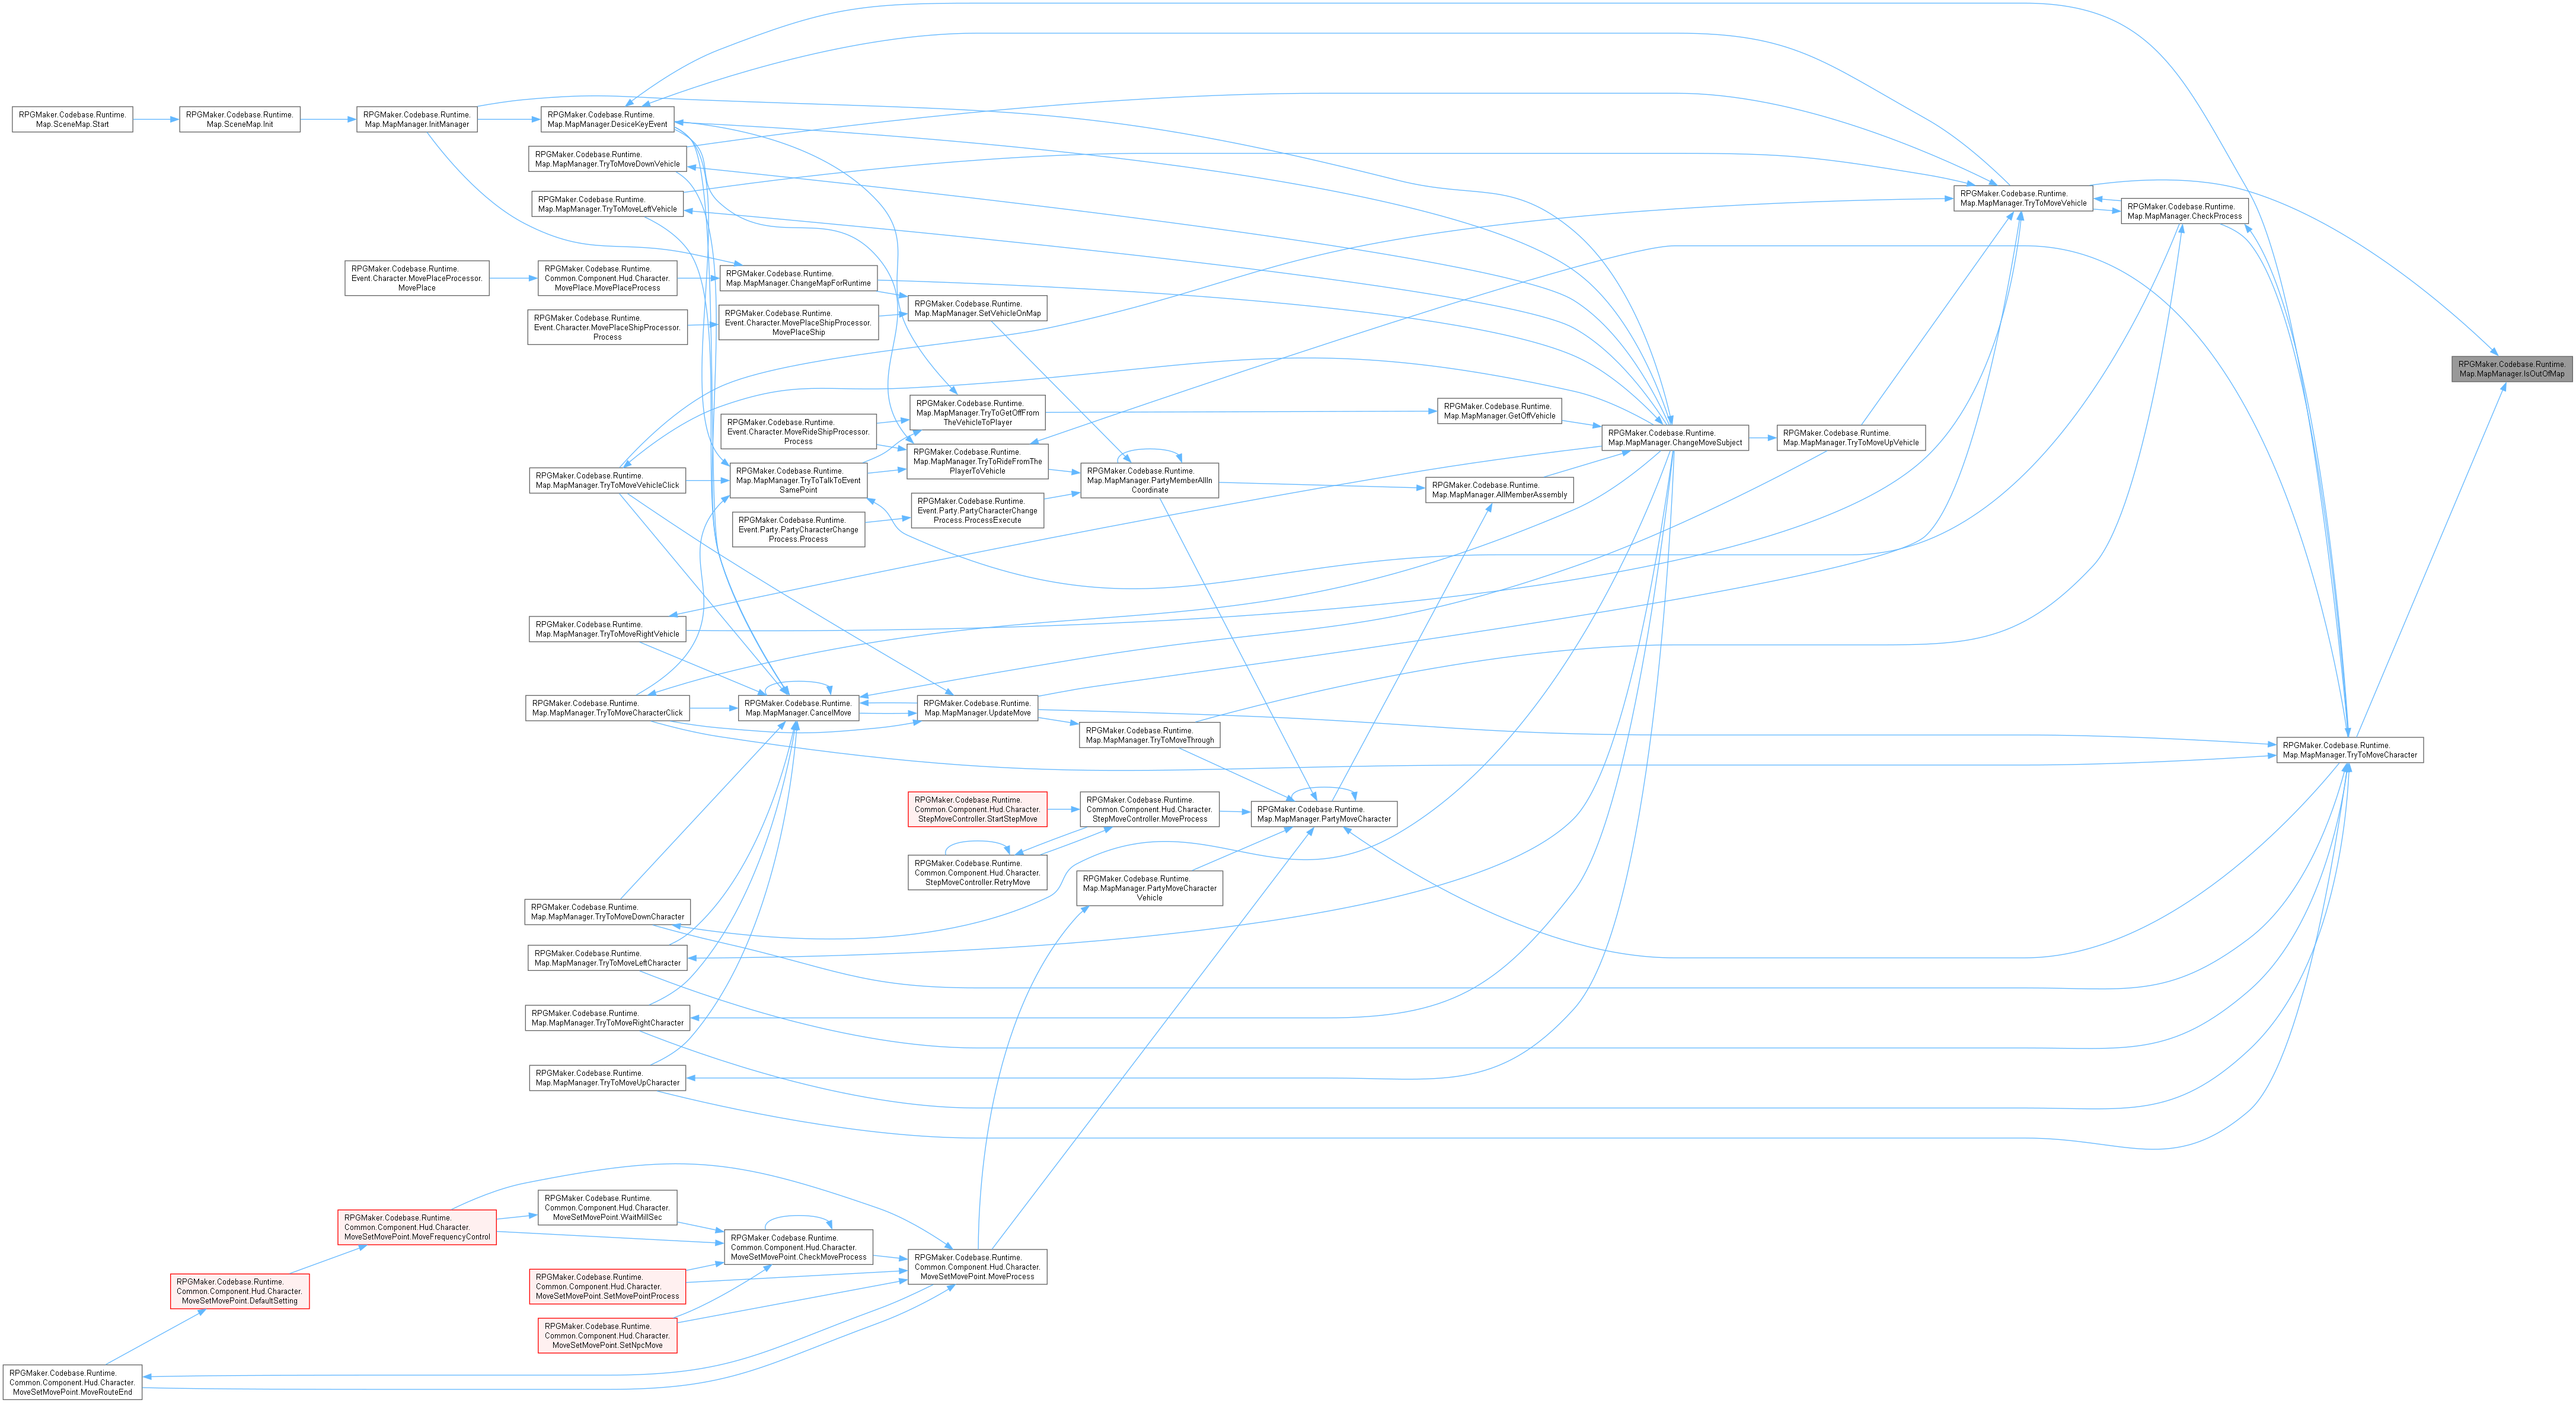 RPGMaker.Codebase.Runtime.
Map.SceneMap.Start
RPGMaker.Codebase.Runtime.
Map.SceneMap.Init
RPGMaker.Codebase.Runtime.
Map.MapManager.InitManager
RPGMaker.Codebase.Runtime.
Map.MapManager.DesiceKeyEvent
RPGMaker.Codebase.Runtime.
Map.MapManager.TryToMoveDownVehicle
RPGMaker.Codebase.Runtime.
Map.MapManager.TryToMoveLeftVehicle
RPGMaker.Codebase.Runtime.
Map.MapManager.TryToMoveVehicle
RPGMaker.Codebase.Runtime.
Map.MapManager.CheckProcess
RPGMaker.Codebase.Runtime.
Event.Character.MovePlaceProcessor.
MovePlace
RPGMaker.Codebase.Runtime.
Common.Component.Hud.Character.
MovePlace.MovePlaceProcess
RPGMaker.Codebase.Runtime.
Map.MapManager.ChangeMapForRuntime
RPGMaker.Codebase.Runtime.
Event.Character.MovePlaceShipProcessor.
Process
RPGMaker.Codebase.Runtime.
Event.Character.MovePlaceShipProcessor.
MovePlaceShip
RPGMaker.Codebase.Runtime.
Map.MapManager.SetVehicleOnMap
RPGMaker.Codebase.Runtime.
Map.MapManager.IsOutOfMap
RPGMaker.Codebase.Runtime.
Event.Character.MoveRideShipProcessor.
Process
RPGMaker.Codebase.Runtime.
Map.MapManager.TryToGetOffFrom
TheVehicleToPlayer
RPGMaker.Codebase.Runtime.
Map.MapManager.GetOffVehicle
RPGMaker.Codebase.Runtime.
Map.MapManager.ChangeMoveSubject
RPGMaker.Codebase.Runtime.
Map.MapManager.TryToMoveUpVehicle
RPGMaker.Codebase.Runtime.
Map.MapManager.TryToRideFromThe
PlayerToVehicle
RPGMaker.Codebase.Runtime.
Map.MapManager.TryToMoveVehicleClick
RPGMaker.Codebase.Runtime.
Map.MapManager.TryToTalkToEvent
SamePoint
RPGMaker.Codebase.Runtime.
Map.MapManager.PartyMemberAllIn
Coordinate
RPGMaker.Codebase.Runtime.
Map.MapManager.AllMemberAssembly
RPGMaker.Codebase.Runtime.
Event.Party.PartyCharacterChange
Process.ProcessExecute
RPGMaker.Codebase.Runtime.
Event.Party.PartyCharacterChange
Process.Process
RPGMaker.Codebase.Runtime.
Map.MapManager.TryToMoveRightVehicle
RPGMaker.Codebase.Runtime.
Map.MapManager.TryToMoveCharacterClick
RPGMaker.Codebase.Runtime.
Map.MapManager.CancelMove
RPGMaker.Codebase.Runtime.
Map.MapManager.UpdateMove
RPGMaker.Codebase.Runtime.
Map.MapManager.TryToMoveThrough
RPGMaker.Codebase.Runtime.
Map.MapManager.TryToMoveCharacter
RPGMaker.Codebase.Runtime.
Common.Component.Hud.Character.
StepMoveController.StartStepMove
RPGMaker.Codebase.Runtime.
Common.Component.Hud.Character.
StepMoveController.MoveProcess
RPGMaker.Codebase.Runtime.
Map.MapManager.PartyMoveCharacter
RPGMaker.Codebase.Runtime.
Common.Component.Hud.Character.
StepMoveController.RetryMove
RPGMaker.Codebase.Runtime.
Map.MapManager.PartyMoveCharacter
Vehicle
RPGMaker.Codebase.Runtime.
Map.MapManager.TryToMoveDownCharacter
RPGMaker.Codebase.Runtime.
Map.MapManager.TryToMoveLeftCharacter
RPGMaker.Codebase.Runtime.
Map.MapManager.TryToMoveRightCharacter
RPGMaker.Codebase.Runtime.
Map.MapManager.TryToMoveUpCharacter
RPGMaker.Codebase.Runtime.
Common.Component.Hud.Character.
MoveSetMovePoint.MoveFrequencyControl
RPGMaker.Codebase.Runtime.
Common.Component.Hud.Character.
MoveSetMovePoint.WaitMillSec
RPGMaker.Codebase.Runtime.
Common.Component.Hud.Character.
MoveSetMovePoint.CheckMoveProcess
RPGMaker.Codebase.Runtime.
Common.Component.Hud.Character.
MoveSetMovePoint.MoveProcess
RPGMaker.Codebase.Runtime.
Common.Component.Hud.Character.
MoveSetMovePoint.DefaultSetting
RPGMaker.Codebase.Runtime.
Common.Component.Hud.Character.
MoveSetMovePoint.SetMovePointProcess
RPGMaker.Codebase.Runtime.
Common.Component.Hud.Character.
MoveSetMovePoint.SetNpcMove
RPGMaker.Codebase.Runtime.
Common.Component.Hud.Character.
MoveSetMovePoint.MoveRouteEnd